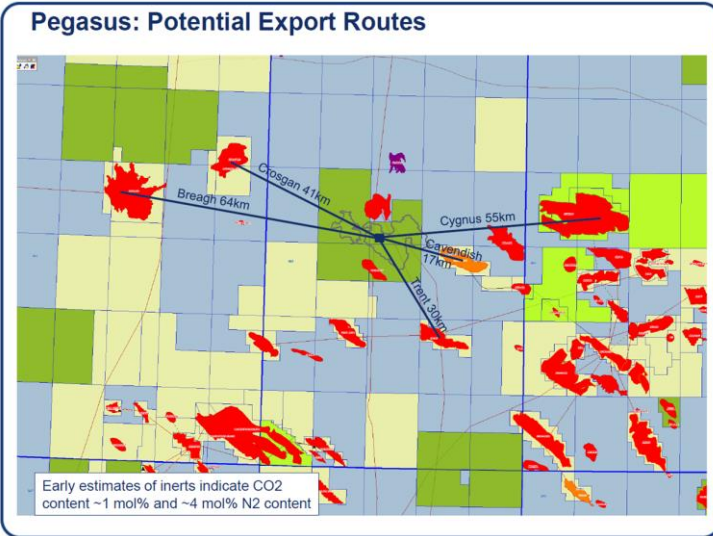 Pegasus: Potential Export Routes
Crosgan 41km
Breagh 64km
Cygnus 55km
Cavendish
17km
Trent 30km
Early estimates of inerts indicate CO2
content ~1 mol% and ~4 mol% N2 content